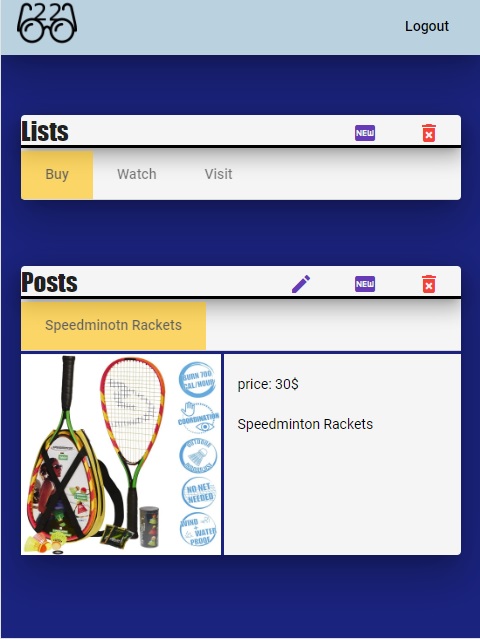 Logout
Lists
NEW
Buy
Watch
Visit
Posts
NEW
Speedminotn Rackets
price: 30$
Speedminton Rackets
BURN 700
CAL/HOUR
COORDINATION
OUTDOOR
NO NET
NEEDED
WIND +
WATER
PROOF